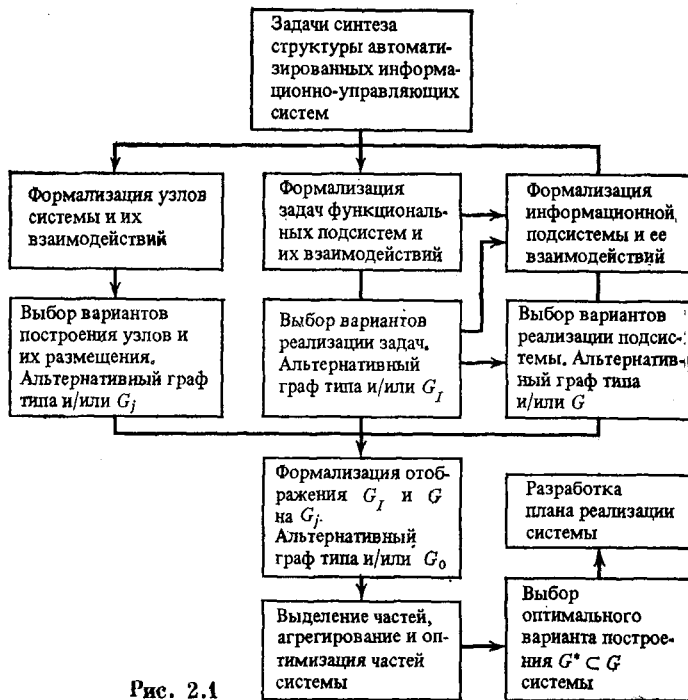 Задачи синтеза
структуры автомати-
зированных информа-
ционно-управляющих
систем
Формализация узлов
системы и их
взаимодействий
Формализация
задач функциональ-
ных подсистем и
их взаимодействий
Формализация
информационной
подсистемы и ее
взаимодействий
Выбор вариантов
построения узлов и
их размещения.
Альтернативный граф
типа и/или G_j
Выбор вариантов
реализации задач.
Альтернативный
граф типа и/или G_I
Выбор вариантов
реализации подсис-
темы. Альтернатив-
ный граф типа
и/или G
Формализация отоб-
ражения G_I и G
на G_j.
Альтернативный
граф типа и/или G_0
Разработка
плана реализации
системы
Выделение частей,
агрегирование и оп-
тимизация частей
системы
Выбор
оптимального
варианта построе-
ния G* ⊂ G
системы
Рис. 2.1